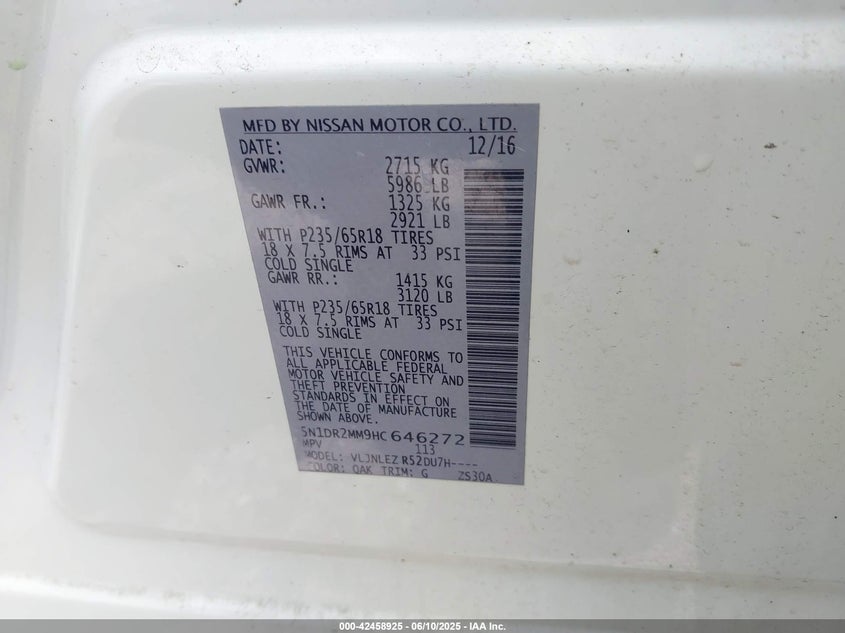 MFD BY NISSAN MOTOR CO., LTD.
DATE: 12/16
GVWR: 2715 KG
5986 LB
GAWR FR.: 1325 KG
2921 LB
WITH P235/65R18 TIRES
18 X 7.5 RIMS AT 33 PSI
COLD SINGLE
GAWR RR.: 1415 KG
3120 LB
WITH P235/65R18 TIRES
18 X 7.5 RIMS AT 33 PSI
COLD SINGLE
THIS VEHICLE CONFORMS TO
ALL APPLICABLE FEDERAL
MOTOR VEHICLE SAFETY AND
THEFT PREVENTION
STANDARDS IN EFFECT ON
THE DATE OF MANUFACTURE
SHOWN ABOVE.
5N1DR2MM9HC646272
MPV 113
MODEL: VLJNLEZ R52DU7H----
COLOR: QAK TRIM: G ZS30A
000-42458925 - 06/10/2025 - IAA Inc.